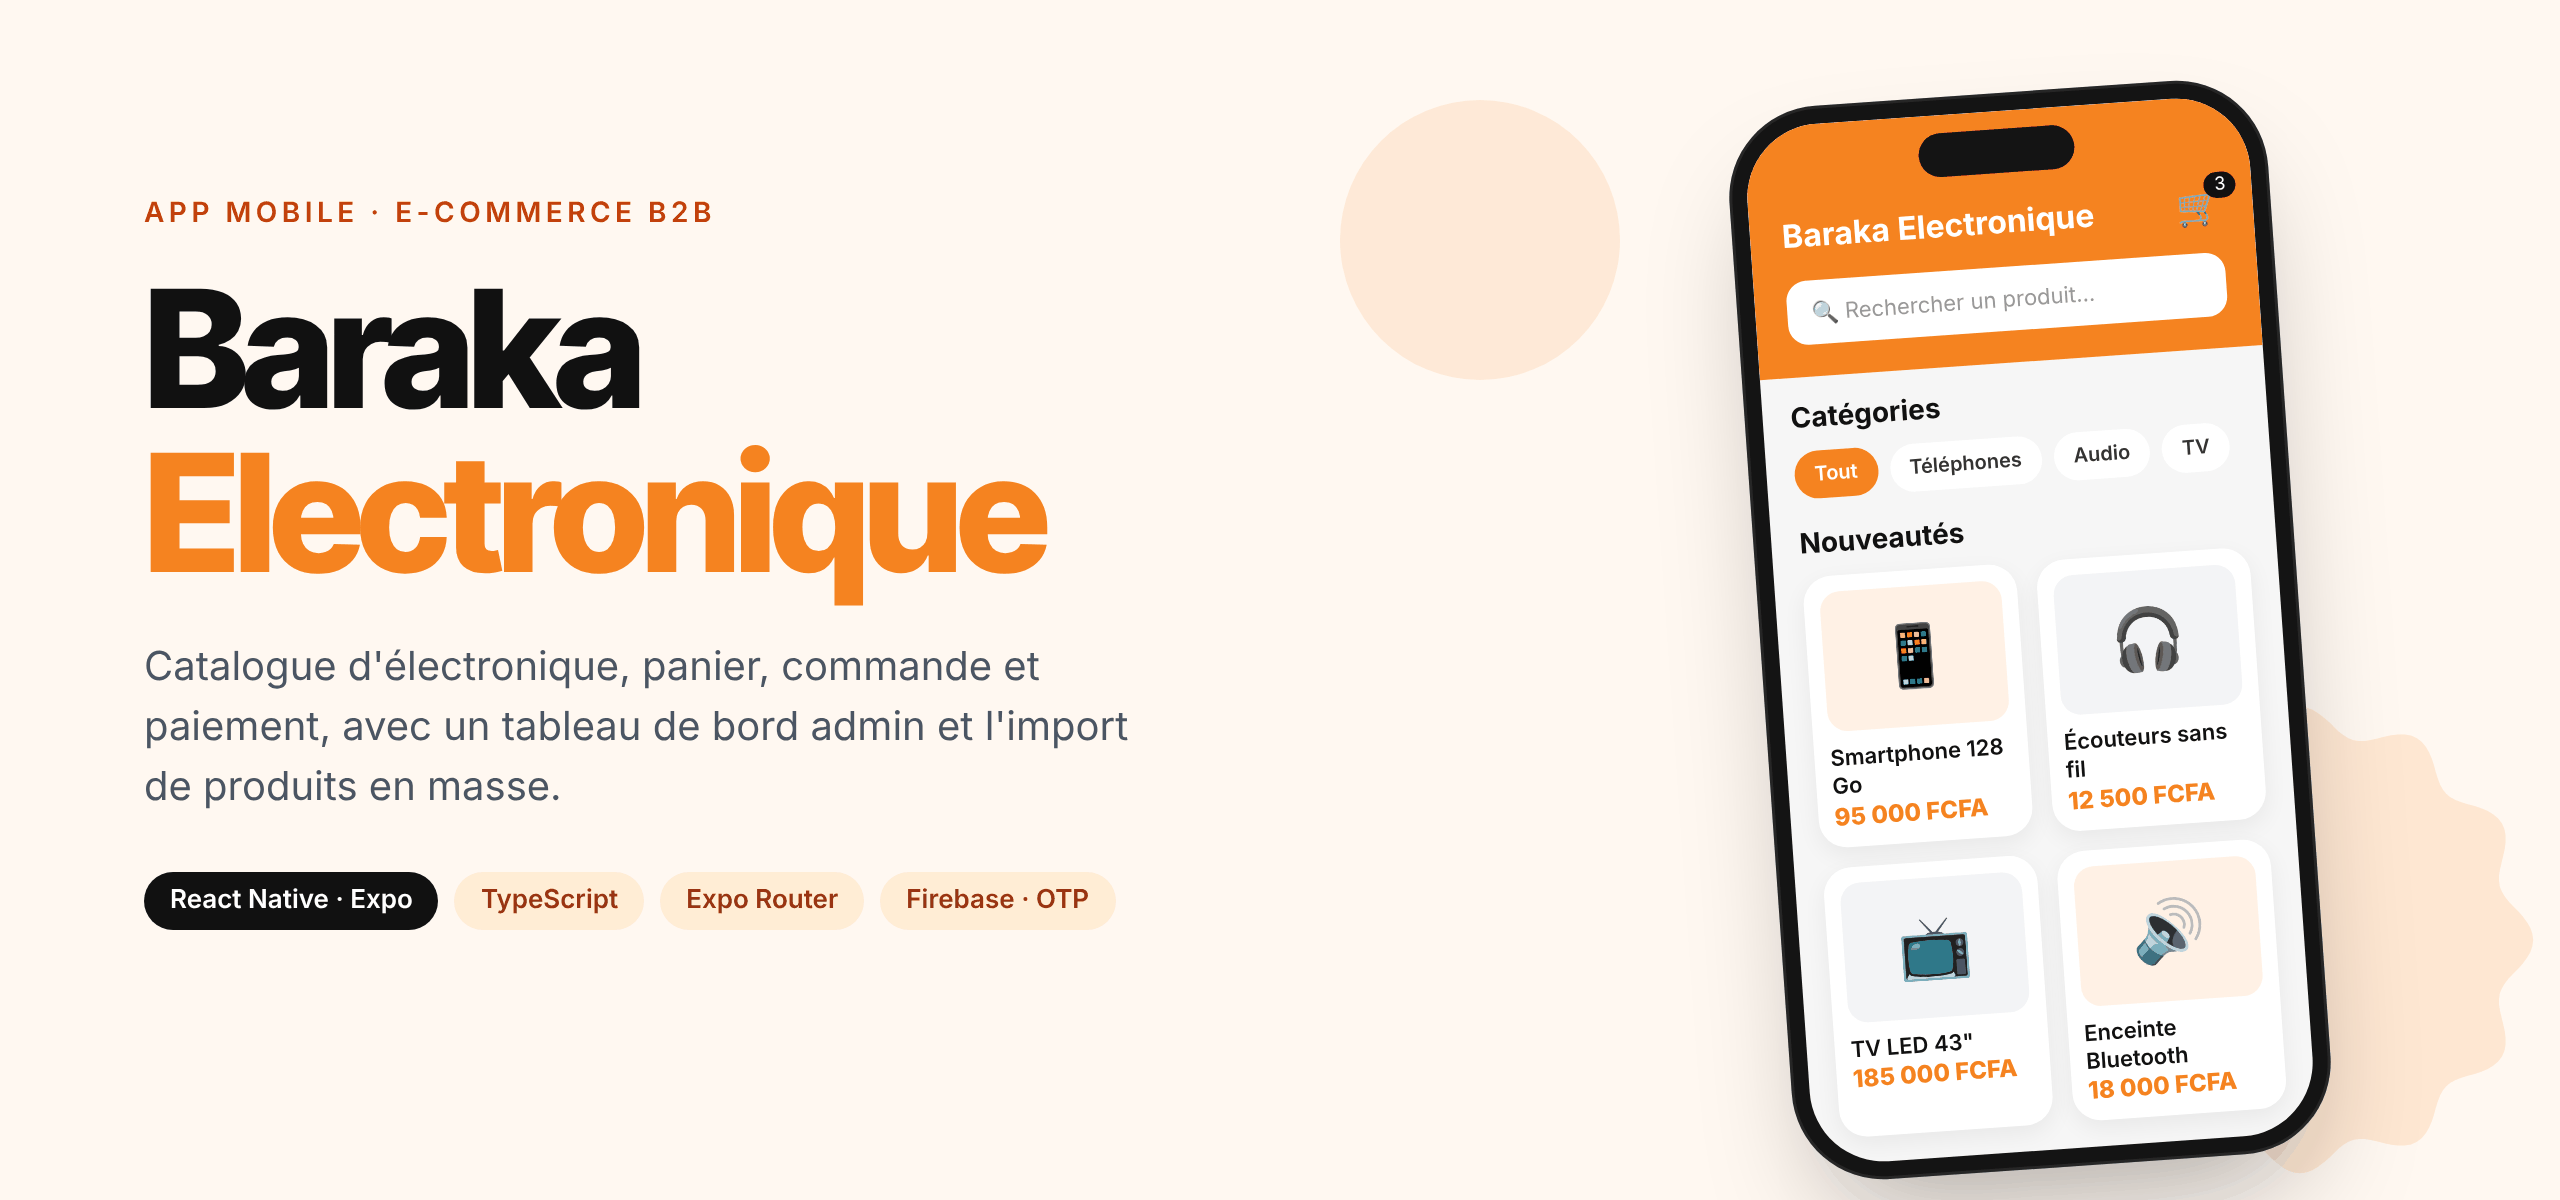 APP MOBILE · E-COMMERCE B2B
Baraka
Electronique
Catalogue d'électronique, panier, commande et
paiement, avec un tableau de bord admin et l'import
de produits en masse.
React Native · Expo
TypeScript
Expo Router
Firebase · OTP
3
Baraka Electronique
Rechercher un produit...
Catégories
Tout
Téléphones
Audio
TV
Nouveautés
Smartphone 128
Go
95 000 FCFA
Écouteurs sans
fil
12 500 FCFA
TV LED 43"
185 000 FCFA
Enceinte
Bluetooth
18 000 FCFA